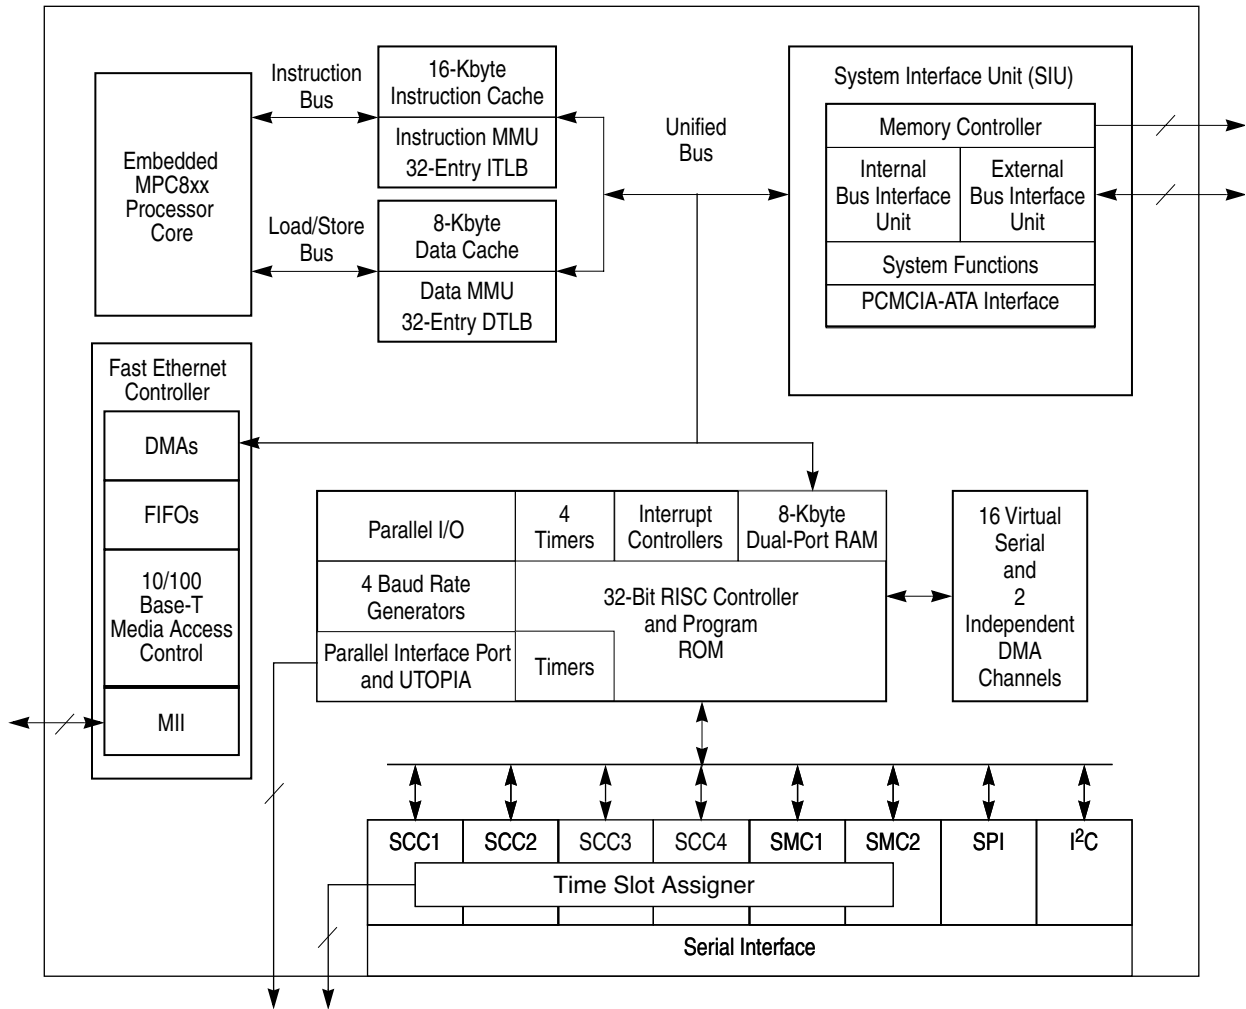 Embedded
MPC8xx
Processor
Core
Instruction
Bus
Load/Store
Bus
16-Kbyte
Instruction Cache
Instruction MMU
32-Entry ITLB
8-Kbyte
Data Cache
Data MMU
32-Entry DTLB
Unified
Bus
System Interface Unit (SIU)
Memory Controller
Internal
Bus Interface
Unit
External
Bus Interface
Unit
System Functions
PCMCIA-ATA Interface
Fast Ethernet
Controller
DMAs
FIFOs
10/100
Base-T
Media Access
Control
MII
Parallel I/O
4
Timers
Interrupt
Controllers
8-Kbyte
Dual-Port RAM
4 Baud Rate
Generators
32-Bit RISC Controller
and Program
ROM
Parallel Interface Port
and UTOPIA
Timers
16 Virtual
Serial
and
2
Independent
DMA
Channels
SCC1 SCC2 SCC3 SCC4 SMC1 SMC2 SPI I²C
Time Slot Assigner
Serial Interface